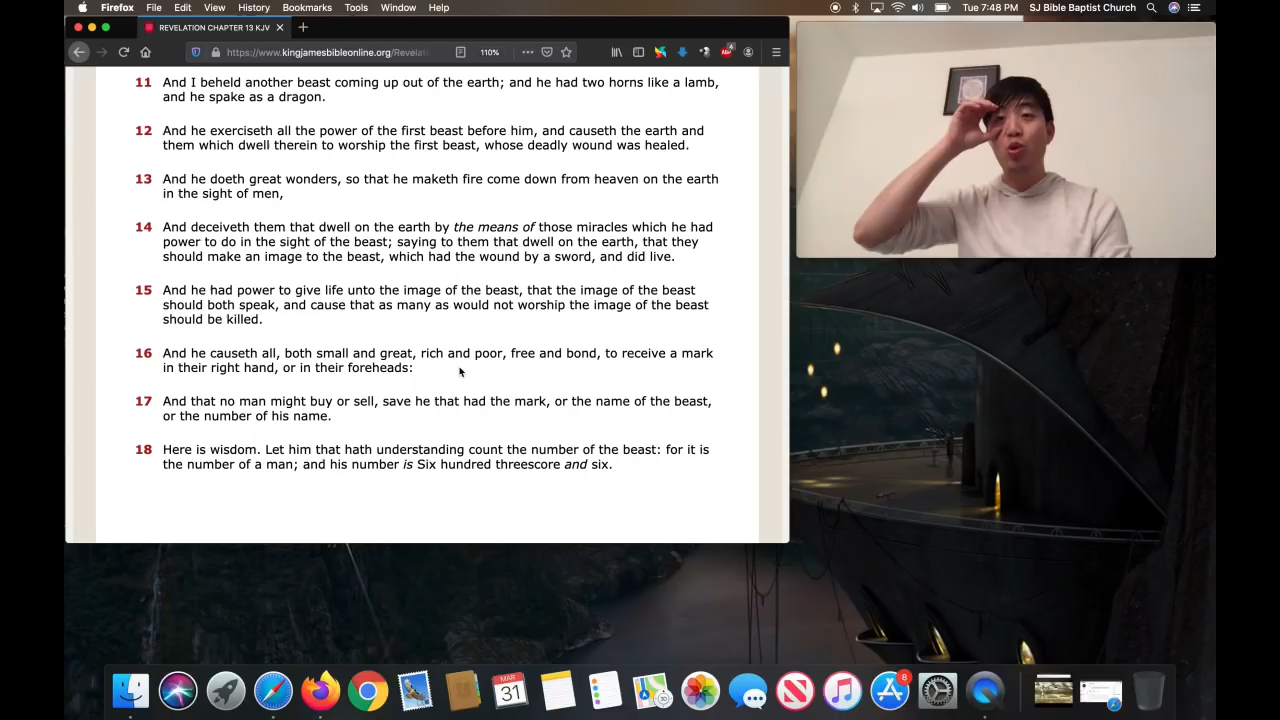 Firefox File Edit View History Bookmarks Tools Window Help
Tue 7:48 PM SJ Bible Baptist Church
REVELATION CHAPTER 13 KJV
https://www.kingjamesbibleonline.org/Revelat
110%
4
11 And I beheld another beast coming up out of the earth; and he had two horns like a lamb,
and he spake as a dragon.
12 And he exerciseth all the power of the first beast before him, and causeth the earth and
them which dwell therein to worship the first beast, whose deadly wound was healed.
13 And he doeth great wonders, so that he maketh fire come down from heaven on the earth
in the sight of men,
14 And deceiveth them that dwell on the earth by the means of those miracles which he had
power to do in the sight of the beast; saying to them that dwell on the earth, that they
should make an image to the beast, which had the wound by a sword, and did live.
15 And he had power to give life unto the image of the beast, that the image of the beast
should both speak, and cause that as many as would not worship the image of the beast
should be killed.
16 And he causeth all, both small and great, rich and poor, free and bond, to receive a mark
in their right hand, or in their foreheads:
17 And that no man might buy or sell, save he that had the mark, or the name of the beast,
or the number of his name.
18 Here is wisdom. Let him that hath understanding count the number of the beast: for it is
the number of a man; and his number is Six hundred threescore and six.
MAR
31
8